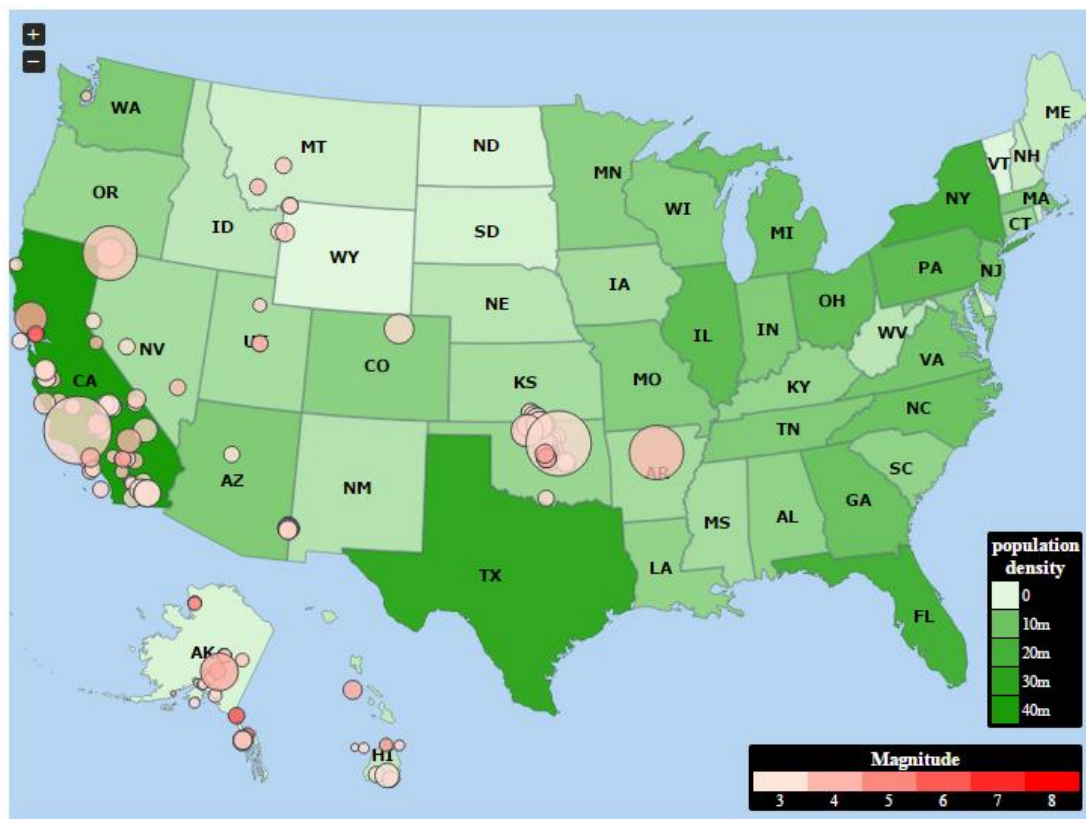 +
−
WA
MT
ND
MN
ME
VT
NH
OR
ID
SD
WI
MI
NY
MA
CT
WY
NE
IA
PA
NJ
NV
UT
CO
IL
IN
OH
WV
VA
CA
KS
MO
KY
NC
TN
AZ
NM
AR
SC
MS
AL
GA
TX
LA
FL
AK
HI
population
density
0
10m
20m
30m
40m
Magnitude
3 4 5 6 7 8